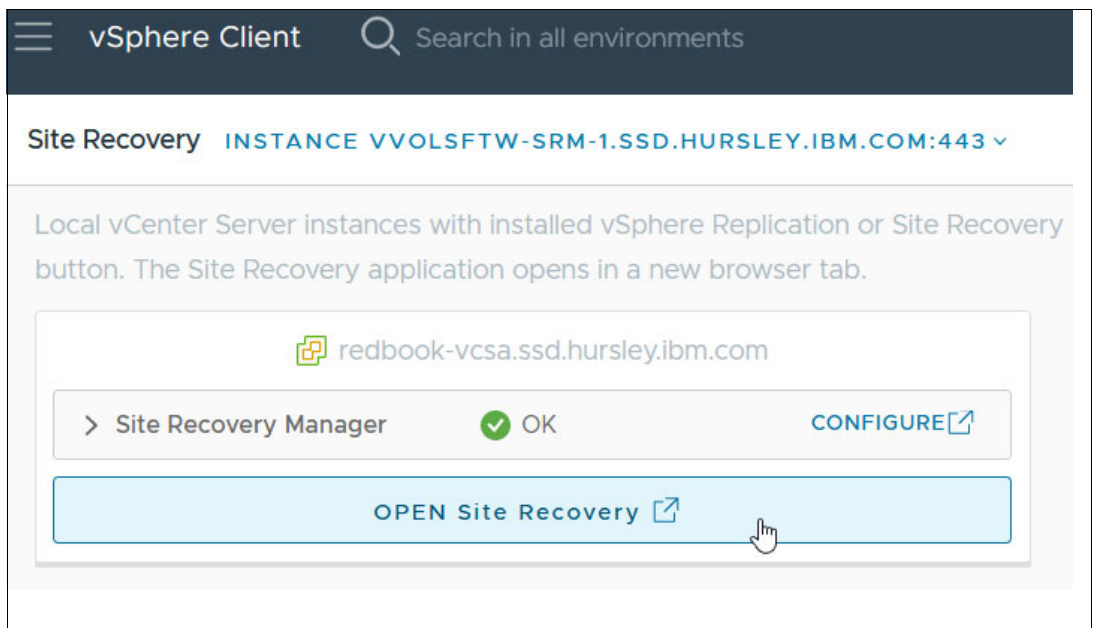 vSphere Client Search in all environments
Site Recovery INSTANCE VVOLSFTW-SRM-1.SSD.HURSLEY.IBM.COM:443
Local vCenter Server instances with installed vSphere Replication or Site Recovery
button. The Site Recovery application opens in a new browser tab.
redbook-vcsa.ssd.hursley.ibm.com
Site Recovery Manager OK CONFIGURE
OPEN Site Recovery